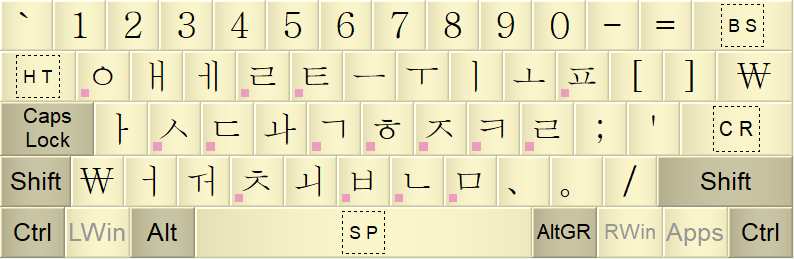 ` 1 2 3 4 5 6 7 8 9 0 - = BS
HT ㅇ ㅐ ㅔ ㄹ ㅌ ㅡ ㅜ ㅣ ㅗ ㅍ [ ] ₩
Caps Lock ㅏ ㅅ ㄷ ㅘ ㄱ ㅎ ㅈ ㅋ ㄹ ; ' CR
Shift ₩ ㅓ ㅝ ㅊ ㅚ ㅂ ㄴ ㅁ 、 。 / Shift
Ctrl LWin Alt SP AltGR RWin Apps Ctrl